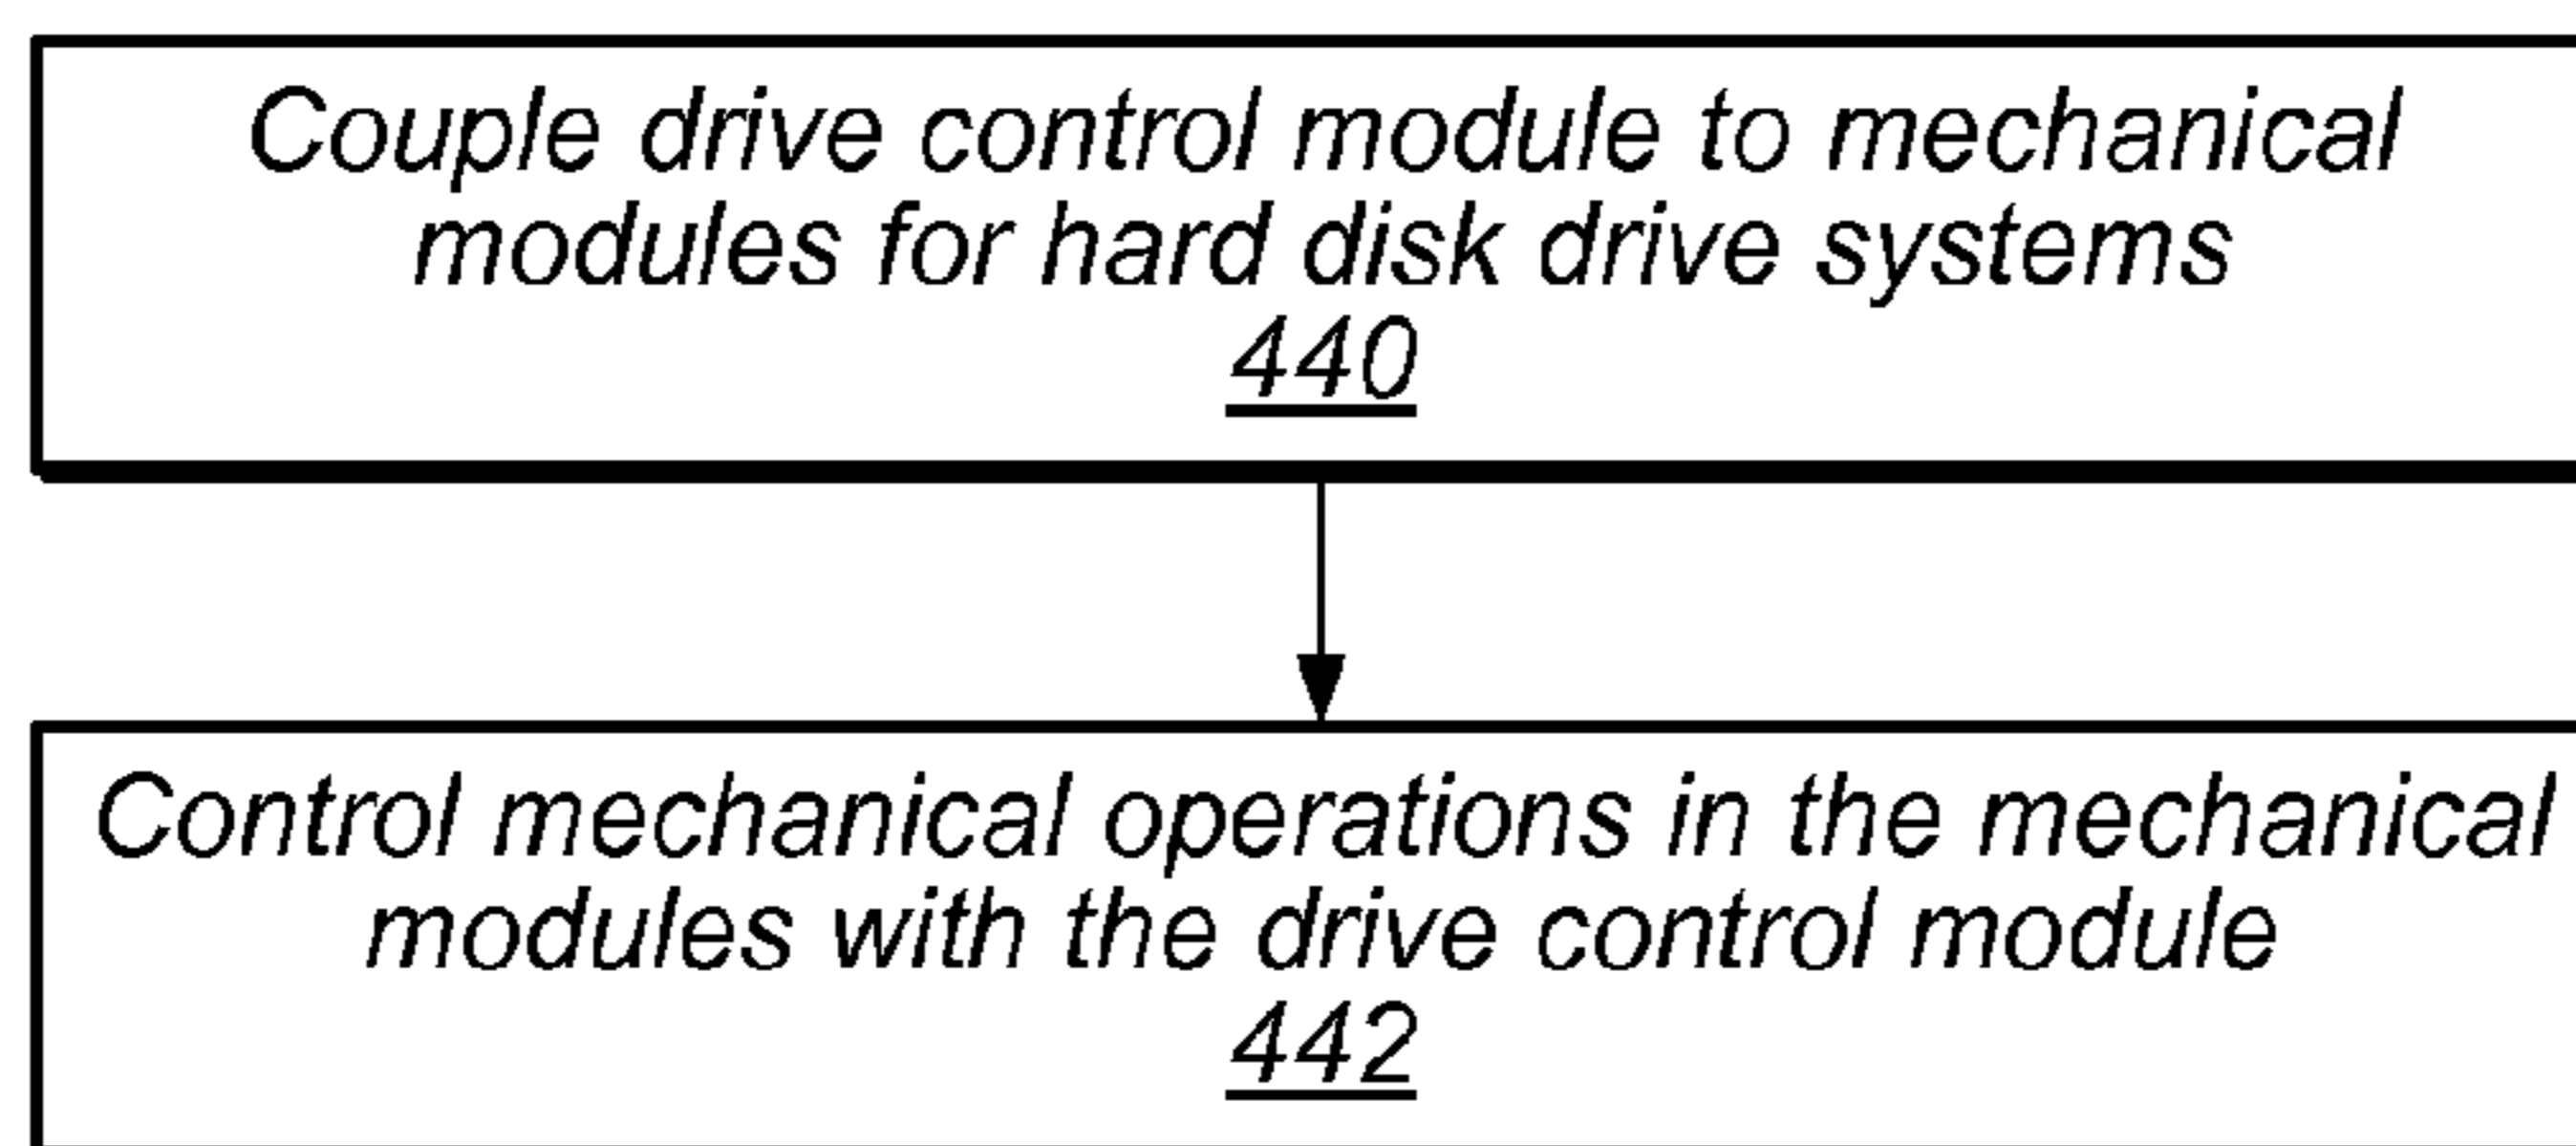 Couple drive control module to mechanical
modules for hard disk drive systems
440
Control mechanical operations in the mechanical
modules with the drive control module
442